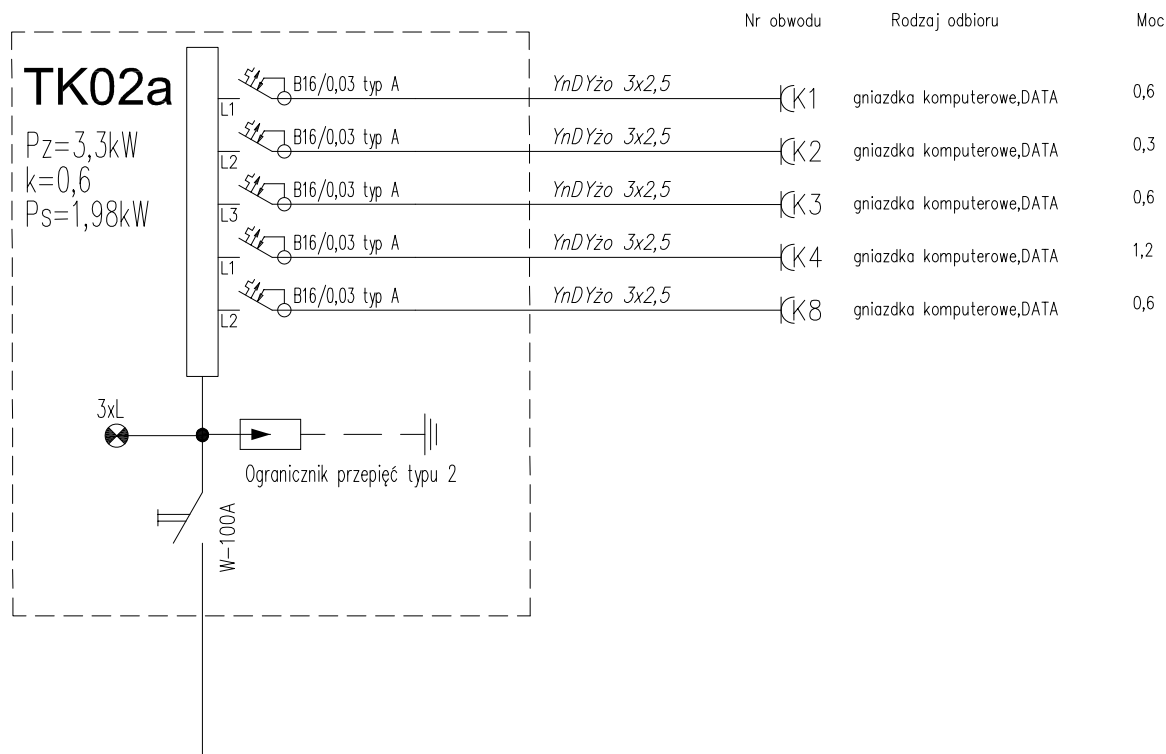 Nr obwodu Rodzaj odbioru Moc
TK02a
Pz=3,3kW
k=0,6
Ps=1,98kW
L1 B16/0,03 typ A YnDYżo 3x2,5 K1 gniazdka komputerowe,DATA 0,6
L2 B16/0,03 typ A YnDYżo 3x2,5 K2 gniazdka komputerowe,DATA 0,3
L3 B16/0,03 typ A YnDYżo 3x2,5 K3 gniazdka komputerowe,DATA 0,6
L1 B16/0,03 typ A YnDYżo 3x2,5 K4 gniazdka komputerowe,DATA 1,2
L2 B16/0,03 typ A YnDYżo 3x2,5 K8 gniazdka komputerowe,DATA 0,6
3xL
Ogranicznik przepięć typu 2
W-100A